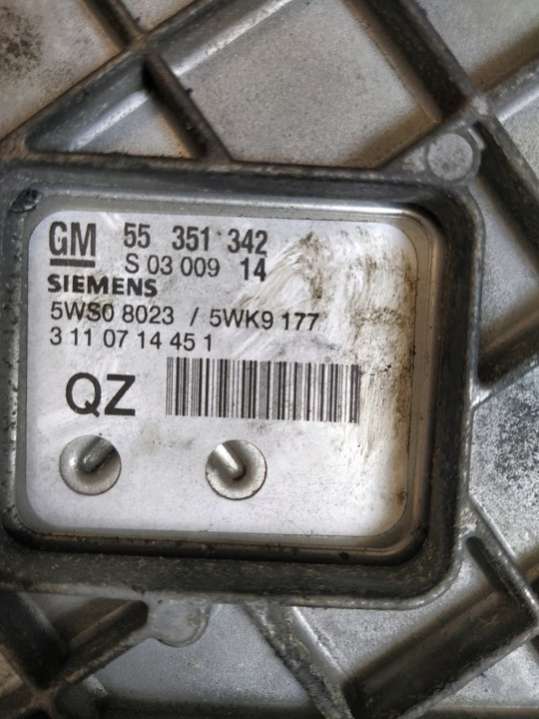 GM 55 351 342
S 03 009 14
SIEMENS
5WS0 8023 / 5WK9 177
3 11 07 14 45 1
QZ